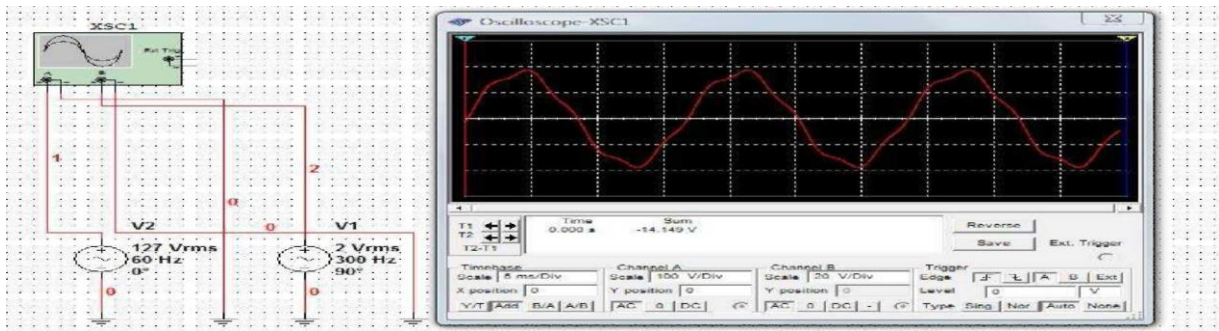 XSC1
Ext Trig
A
B
1
2
0
0
V2
127 Vrms
60 Hz
0°
0
V1
2 Vrms
300 Hz
90°
0
Oscilloscope-XSC1
T1
T2
T2-T1
Time Sum
0.000 s -14.149 V
Reverse
Save
Ext. Trigger
Timebase
Scale 5 ms/Div
X position 0
Y/T Add B/A A/B
Channel A
Scale 100 V/Div
Y position 0
AC 0 DC
Channel B
Scale 20 V/Div
Y position 0
AC 0 DC -
Trigger
Edge A B Ext
Level 0 V
Type Sing Nor Auto None